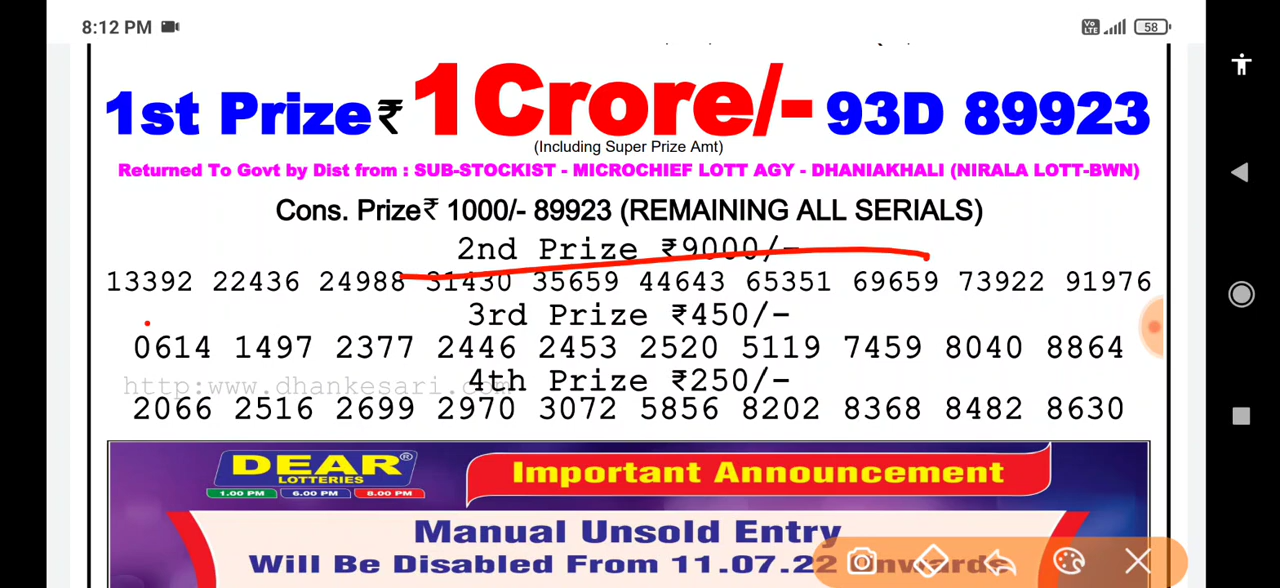 8:12 PM
Vo LTE 58
1st Prize ₹ 1Crore/- 93D 89923
(Including Super Prize Amt)
Returned To Govt by Dist from : SUB-STOCKIST - MICROCHIEF LOTT AGY - DHANIAKHALI (NIRALA LOTT-BWN)
Cons. Prize ₹ 1000/- 89923 (REMAINING ALL SERIALS)
2nd Prize ₹9000/-
13392 22436 24988 31430 35659 44643 65351 69659 73922 91976
3rd Prize ₹450/-
0614 1497 2377 2446 2453 2520 5119 7459 8040 8864
http:www.dhankesari.com
4th Prize ₹250/-
2066 2516 2699 2970 3072 5856 8202 8368 8482 8630
DEAR®
LOTTERIES
1.00 PM 6.00 PM 8.00 PM
Important Announcement
Manual Unsold Entry
Will Be Disabled From 11.07.22 Onwards